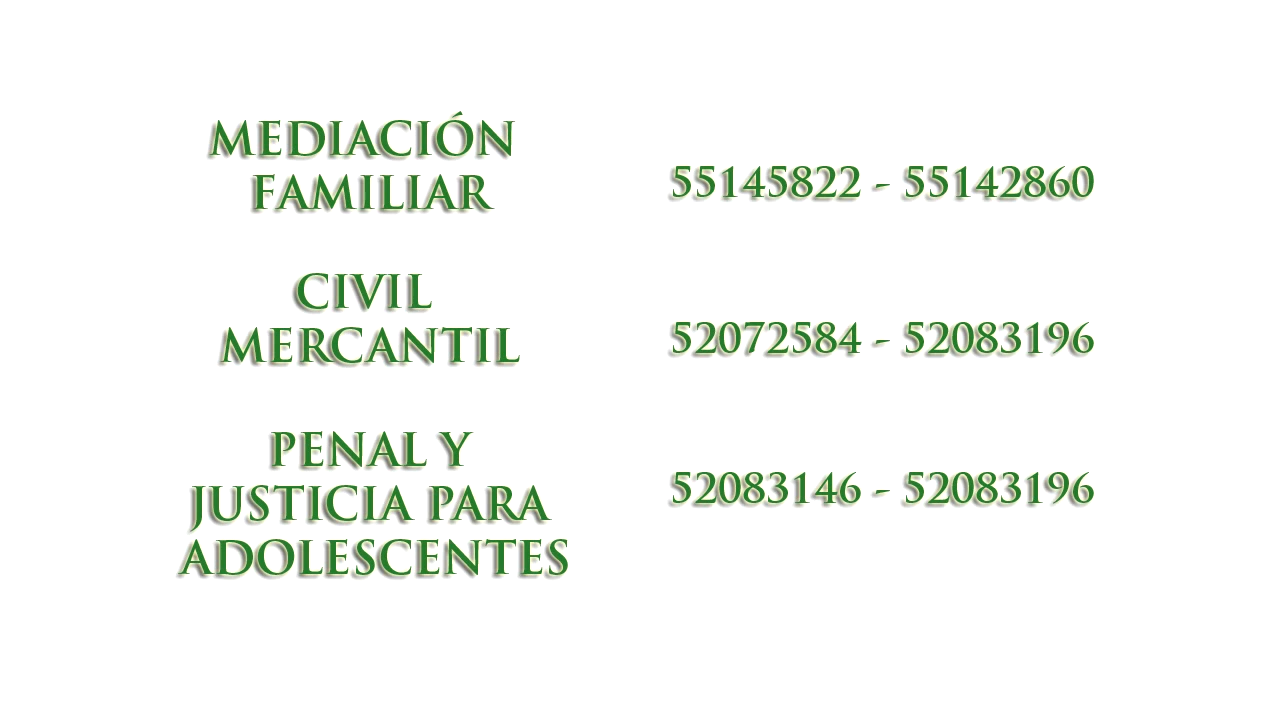 MEDIACIÓN
FAMILIAR
55145822 - 55142860
CIVIL
MERCANTIL
52072584 - 52083196
PENAL Y
JUSTICIA PARA
ADOLESCENTES
52083146 - 52083196